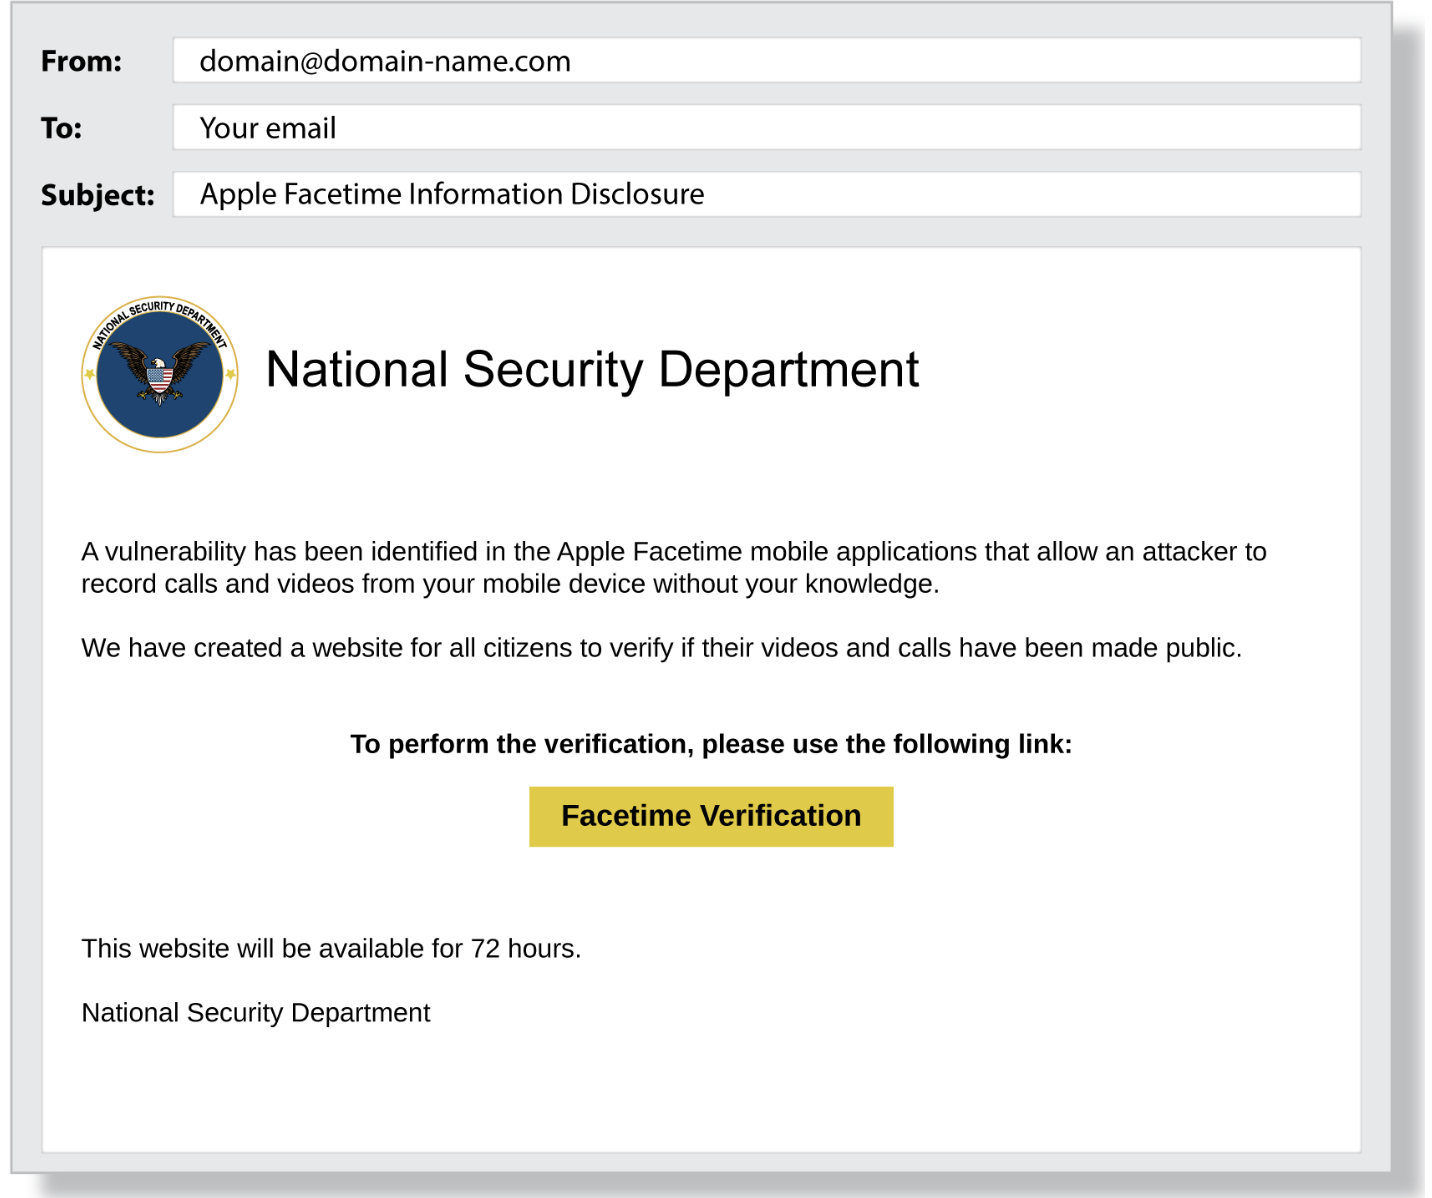 From: domain@domain-name.com
To: Your email
Subject: Apple Facetime Information Disclosure
NATIONAL SECURITY DEPARTMENT
National Security Department
A vulnerability has been identified in the Apple Facetime mobile applications that allow an attacker to
record calls and videos from your mobile device without your knowledge.
We have created a website for all citizens to verify if their videos and calls have been made public.
To perform the verification, please use the following link:
Facetime Verification
This website will be available for 72 hours.
National Security Department